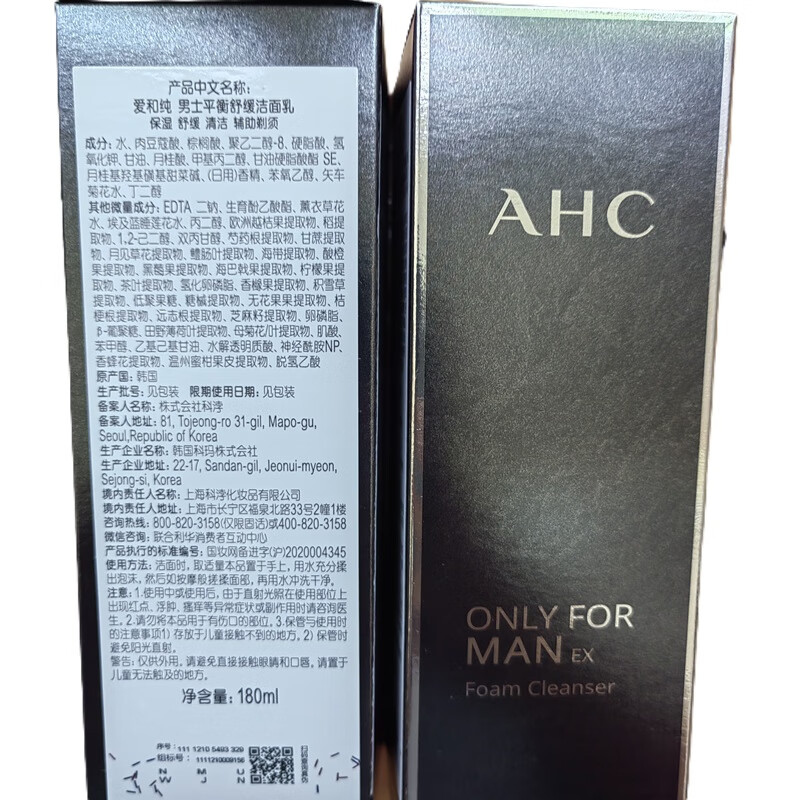 产品中文名称:
爱和纯 男士平衡舒缓洁面乳
保湿 舒缓 清洁 辅助剃须
成分: 水、肉豆蔻酸、棕榈酸、聚乙二醇-8、硬脂酸、氢
氧化钾、甘油、月桂酸、甲基丙二醇、甘油硬脂酸酯 SE、
月桂基羟基磺基甜菜碱、(日用)香精、苯氧乙醇、矢车
菊花水、丁二醇
其他微量成分: EDTA 二钠、生育酚乙酸酯、薰衣草花
水、埃及蓝睡莲花水、丙二醇、欧洲越桔果提取物、稻提
取物、1,2-己二醇、双丙甘醇、芍药根提取物、甘蔗提取
物、月见草花提取物、鳢肠叶提取物、海带提取物、酸橙
果提取物、黑醋果提取物、海巴戟果提取物、柠檬果提取
物、茶叶提取物、氢化卵磷脂、香橼果提取物、积雪草
提取物、低聚果糖、糖槭提取物、无花果果提取物、桔
梗根提取物、远志根提取物、芝麻籽提取物、卵磷脂、
β-葡聚糖、田野薄荷叶提取物、母菊花/叶提取物、肌酸、
苯甲醇、乙基己基甘油、水解透明质酸、神经酰胺NP、
香蜂花提取物、温州蜜柑果皮提取物、脱氢乙酸
原产国: 韩国
生产批号: 见包装 限期使用日期: 见包装
备案人名称: 株式会社科浡
备案人地址: 81, Tojeong-ro 31-gil, Mapo-gu,
Seoul,Republic of Korea
生产企业名称: 韩国科玛株式会社
生产企业地址: 22-17, Sandan-gil, Jeonui-myeon,
Sejong-si, Korea
境内责任人名称: 上海科浡化妆品有限公司
境内责任人地址: 上海市长宁区福泉北路33号2幢1楼
咨询热线: 800-820-3158(仅限固话)或400-820-3158
微信咨询: 联合利华消费者互动中心
产品执行的标准编号: 国妆网备进字(沪)2020004345
使用方法: 洁面时, 取适量本品置于手上, 用水充分揉
出泡沫, 然后如按摩般搓揉面部, 再用水冲洗干净。
注意: 1.使用中或使用后, 由于直射光照在使用部位上
出现红点、浮肿、瘙痒等异常症状或副作用时请咨询医
生。2.请勿将本品用于有伤口的部位。3.保管与使用时
的注意事项1) 存放于儿童接触不到的地方。2) 保管时
避免阳光直射。
警告: 仅供外用。请避免直接接触眼睛和口唇。请置于
儿童无法触及的地方。
净含量: 180ml
序号: 111 1210 5493 329
组标号: 1111210009156
N M U
W J N
T
扫码查询真伪
AHC
ONLY FOR
MAN EX
Foam Cleanser